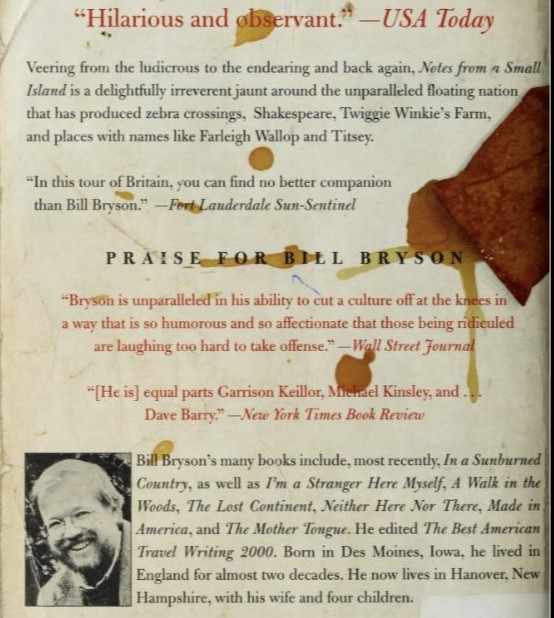 “Hilarious and observant.” —USA Today
Veering from the ludicrous to the endearing and back again, Notes from a Small
Island is a delightfully irreverent jaunt around the unparalleled floating nation
that has produced zebra crossings, Shakespeare, Twiggie Winkie’s Farm,
and places with names like Farleigh Wallop and Titsey.
“In this tour of Britain, you can find no better companion
than Bill Bryson.” —Fort Lauderdale Sun-Sentinel
PRAISE FOR BILL BRYSON
“Bryson is unparalleled in his ability to cut a culture off at the knees in
a way that is so humorous and so affectionate that those being ridiculed
are laughing too hard to take offense.” —Wall Street Journal
“[He is] equal parts Garrison Keillor, Michael Kinsley, and . . .
Dave Barry.” —New York Times Book Review
Bill Bryson’s many books include, most recently, In a Sunburned
Country, as well as I’m a Stranger Here Myself, A Walk in the
Woods, The Lost Continent, Neither Here Nor There, Made in
America, and The Mother Tongue. He edited The Best American
Travel Writing 2000. Born in Des Moines, Iowa, he lived in
England for almost two decades. He now lives in Hanover, New
Hampshire, with his wife and four children.